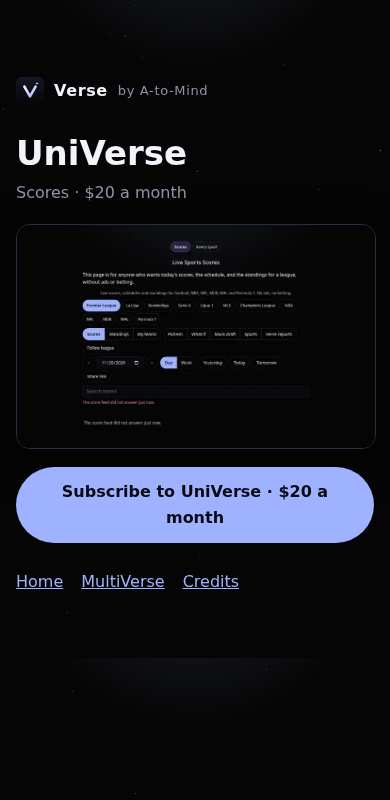 Verse by A-to-Mind
UniVerse
Scores · $20 a month
Scores
Live Sports Scores
This page is for anyone who wants today's scores, the schedule, and the standings for a league, without ads or betting.
Premier League La Liga Bundesliga Serie A Ligue 1 MLS Champions League NBA
NFL MLB NHL Formula 1
Scores Standings My teams
Follow league
Day Week Yesterday Today Tomorrow
Share link
The score feed did not answer just now.
The score feed did not answer just now.
Subscribe to UniVerse · $20 a
month
Home MultiVerse Credits